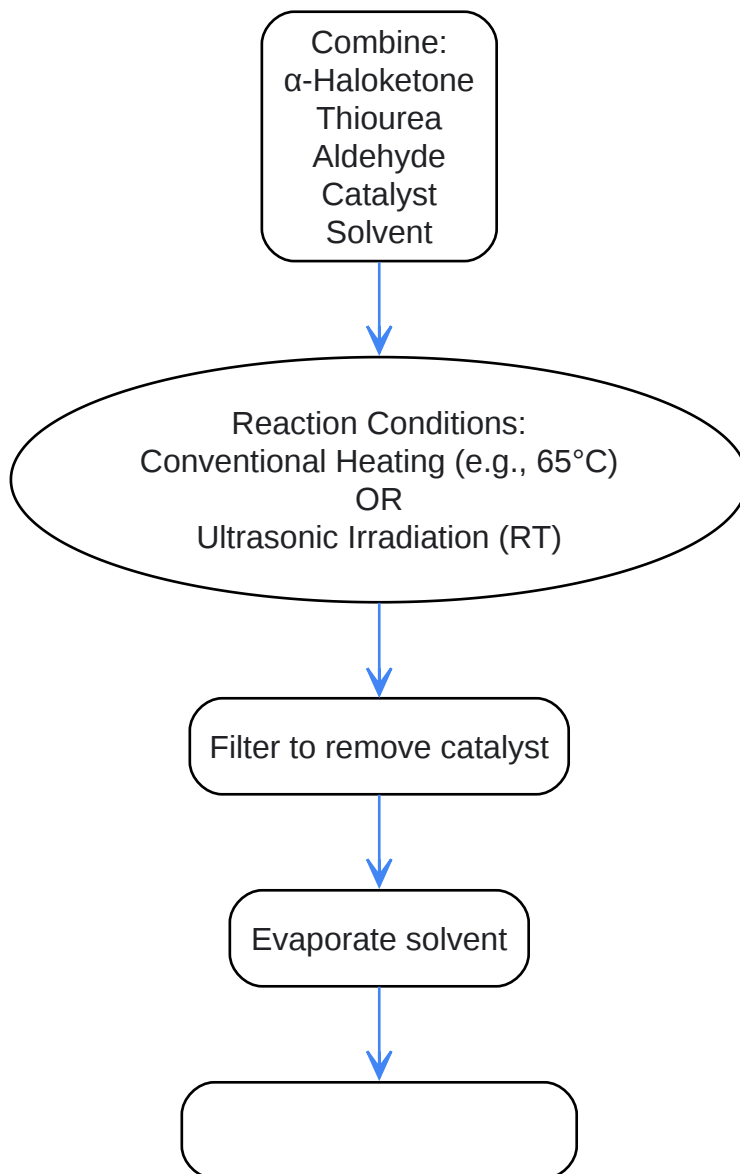 Combine:
α-Haloketone
Thiourea
Aldehyde
Catalyst
Solvent
Reaction Conditions:
Conventional Heating (e.g., 65°C)
OR
Ultrasonic Irradiation (RT)
Filter to remove catalyst
Evaporate solvent